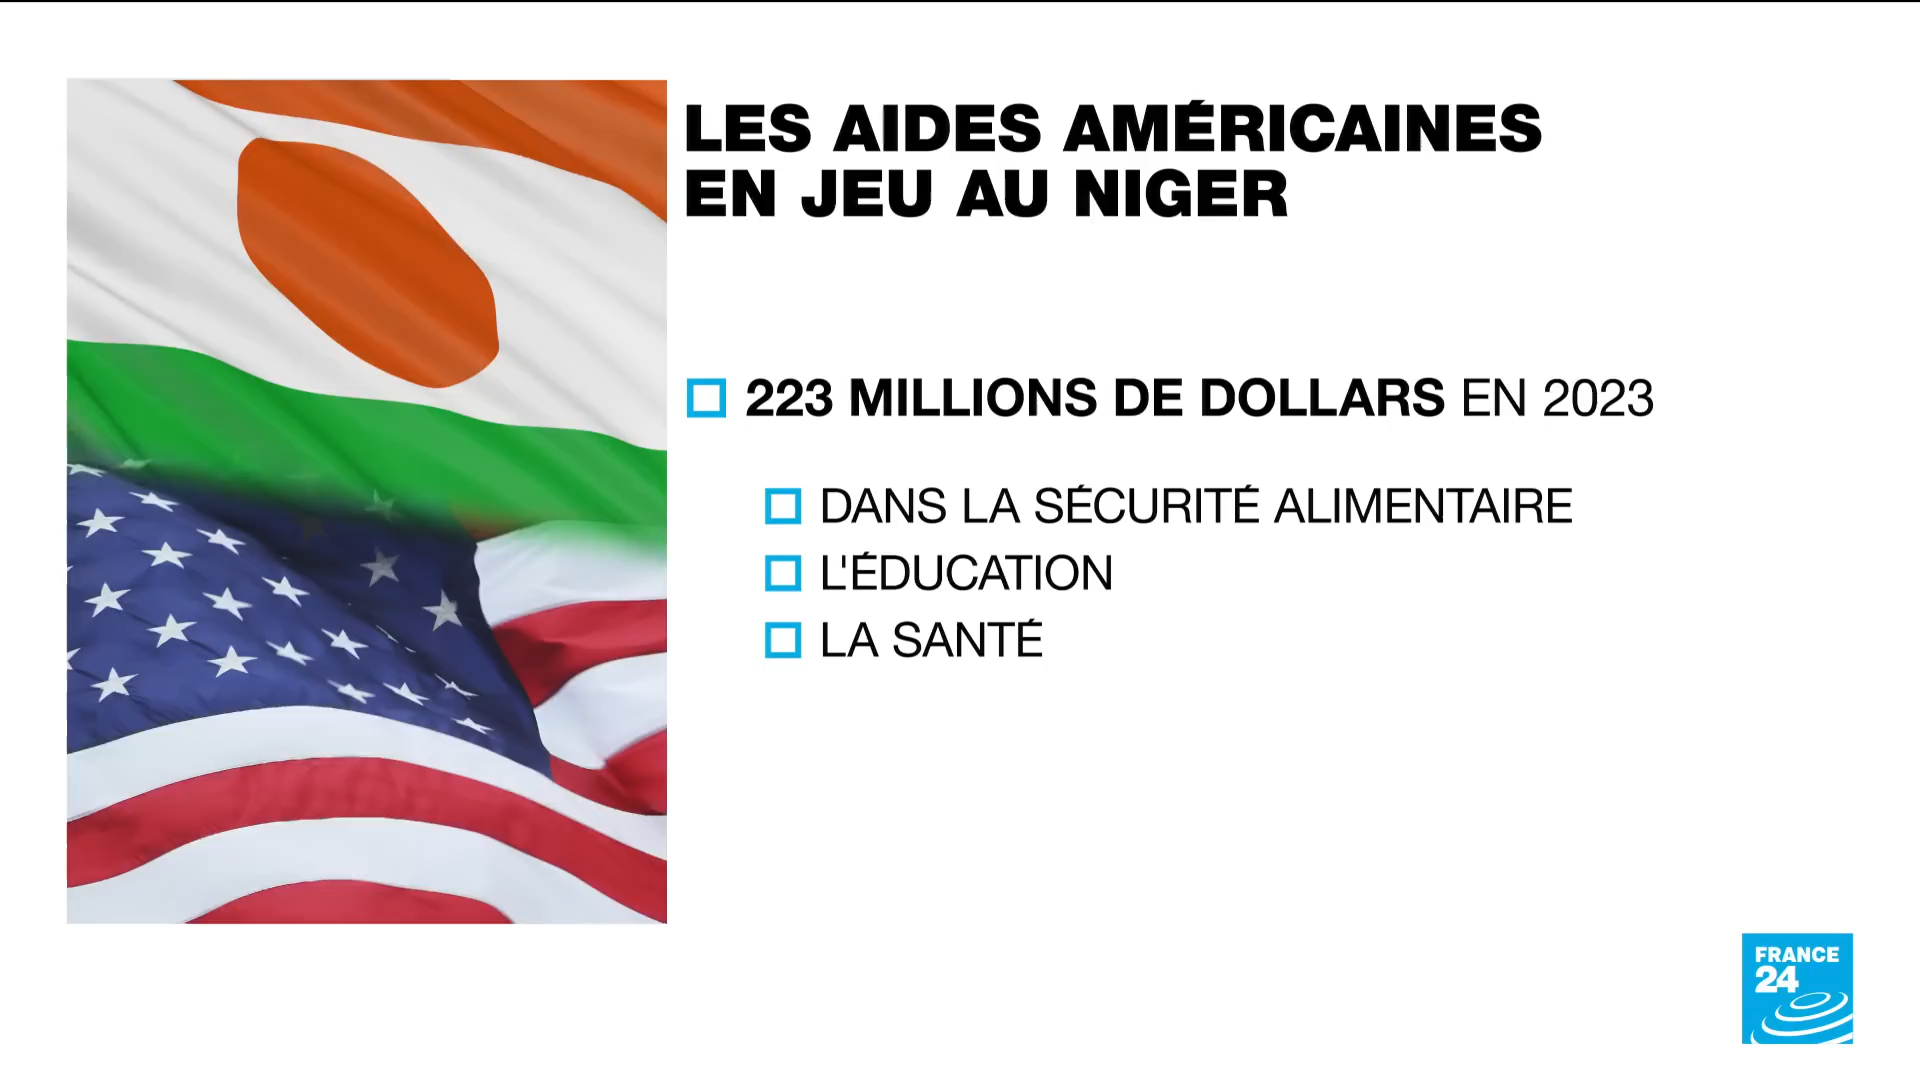 LES AIDES AMÉRICAINES
EN JEU AU NIGER
223 MILLIONS DE DOLLARS EN 2023
DANS LA SÉCURITÉ ALIMENTAIRE
L'ÉDUCATION
LA SANTÉ
FRANCE
24